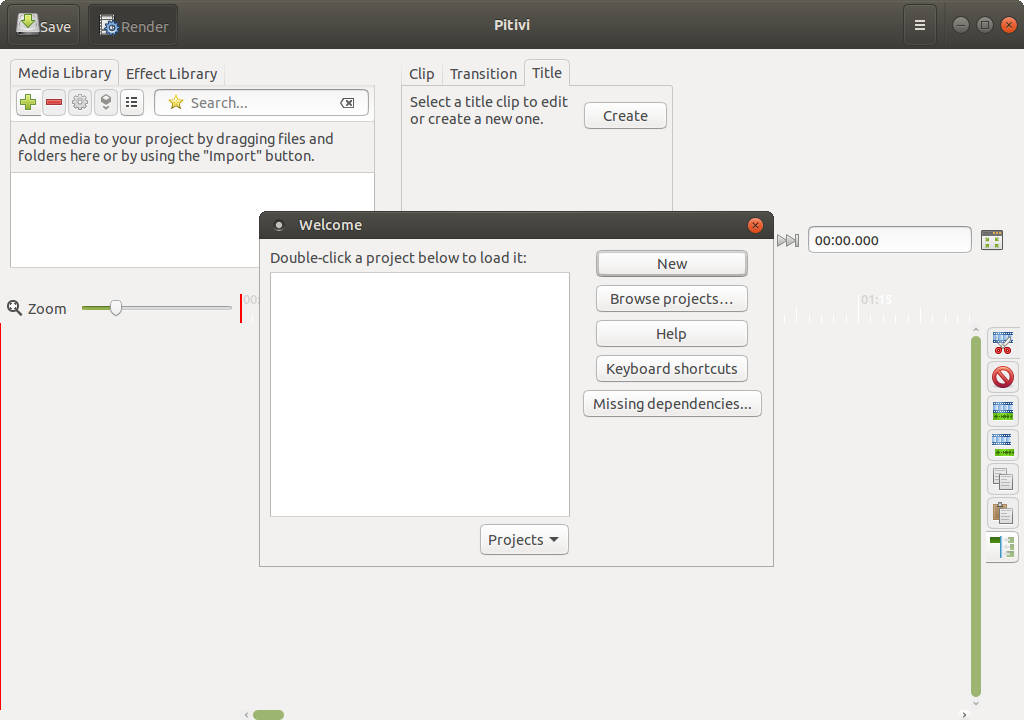 Save
Render
Pitivi
Media Library
Effect Library
Clip
Transition
Title
Search...
Select a title clip to edit
or create a new one.
Create
Add media to your project by dragging files and
folders here or by using the "Import" button.
Welcome
00:00.000
Double-click a project below to load it:
New
Browse projects...
Help
Keyboard shortcuts
Missing dependencies...
Projects
Zoom
00:
01:15